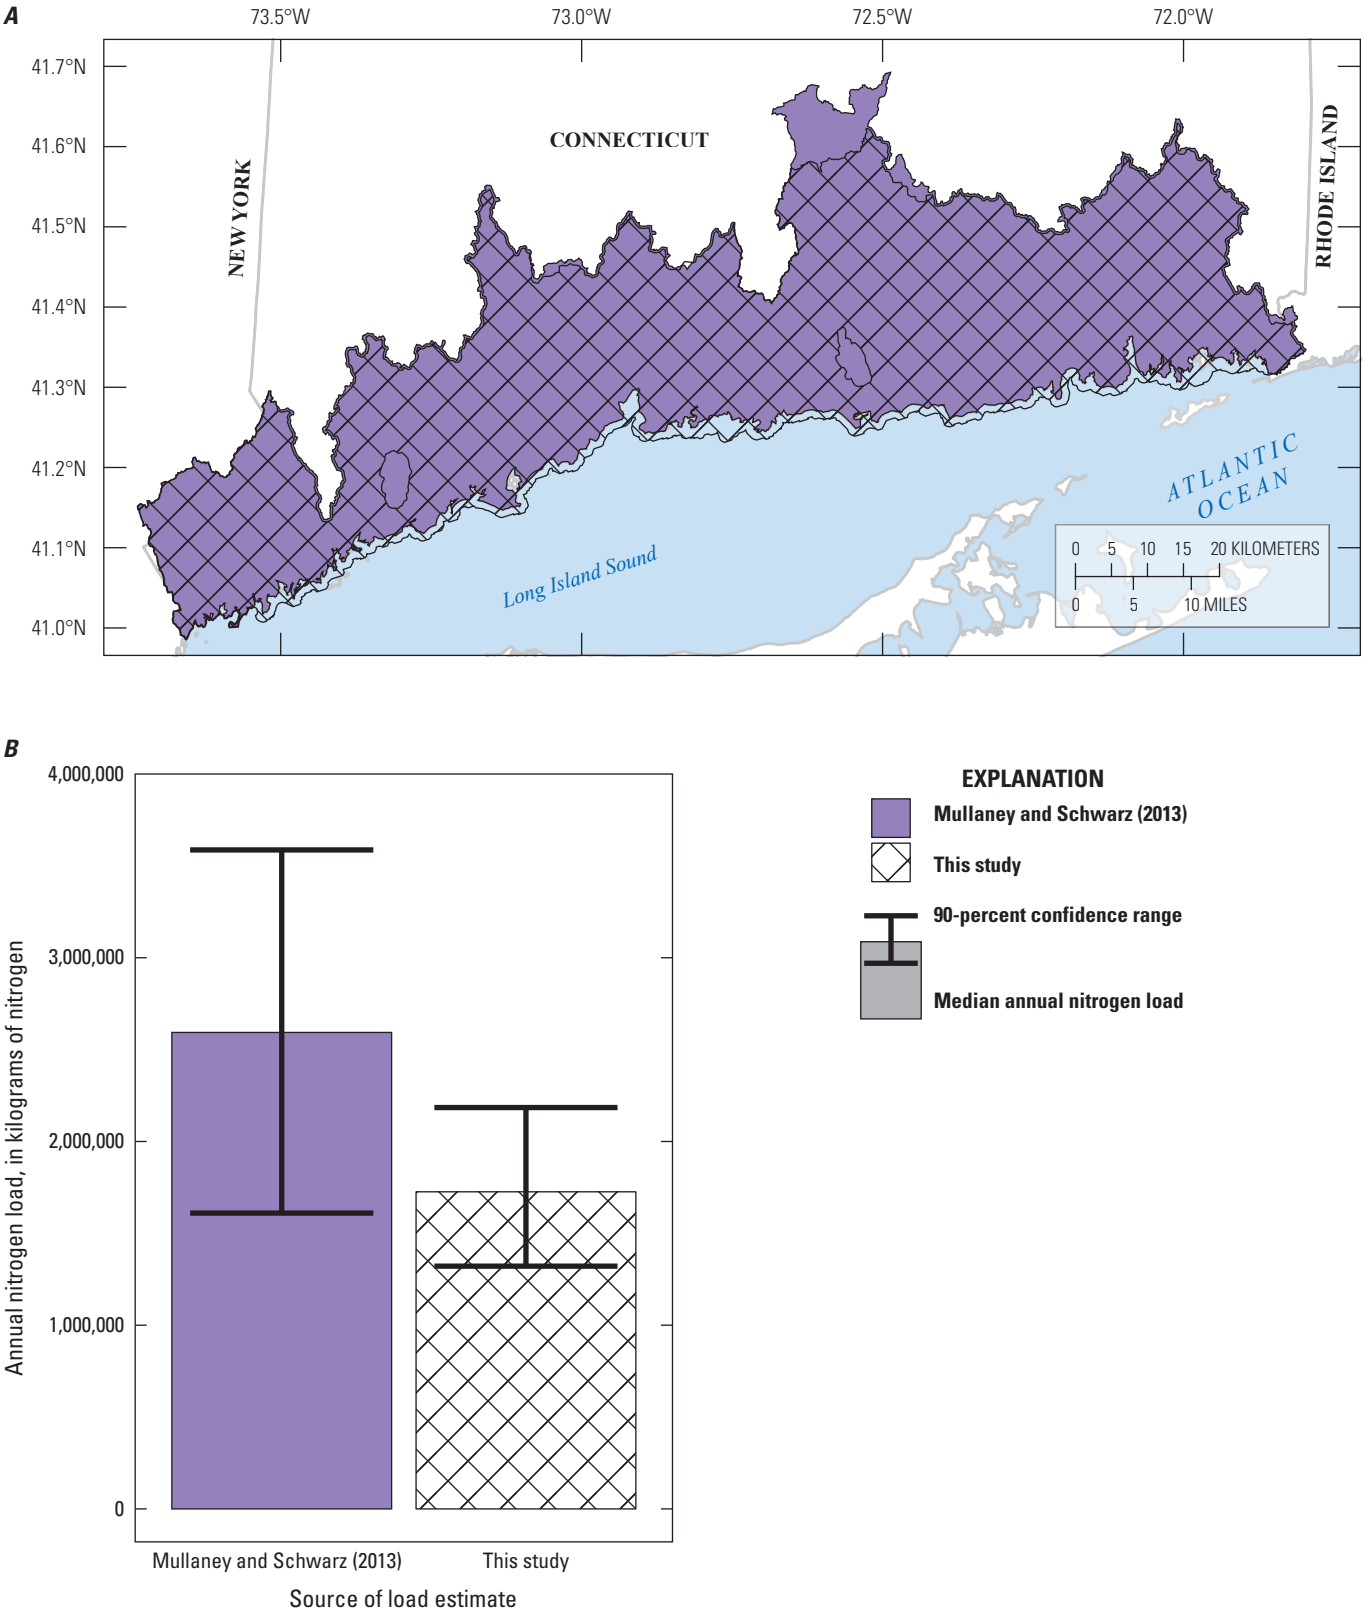 A
73.5°W 73.0°W 72.5°W 72.0°W
41.7°N
41.6°N
41.5°N
41.4°N
41.3°N
41.2°N
41.1°N
41.0°N
NEW YORK
CONNECTICUT
RHODE ISLAND
ATLANTIC
OCEAN
Long Island Sound
0 5 10 15 20 KILOMETERS
0 5 10 MILES
B
Annual nitrogen load, in kilograms of nitrogen
4,000,000
3,000,000
2,000,000
1,000,000
0
Mullaney and Schwarz (2013) This study
Source of load estimate
EXPLANATION
Mullaney and Schwarz (2013)
This study
90-percent confidence range
Median annual nitrogen load